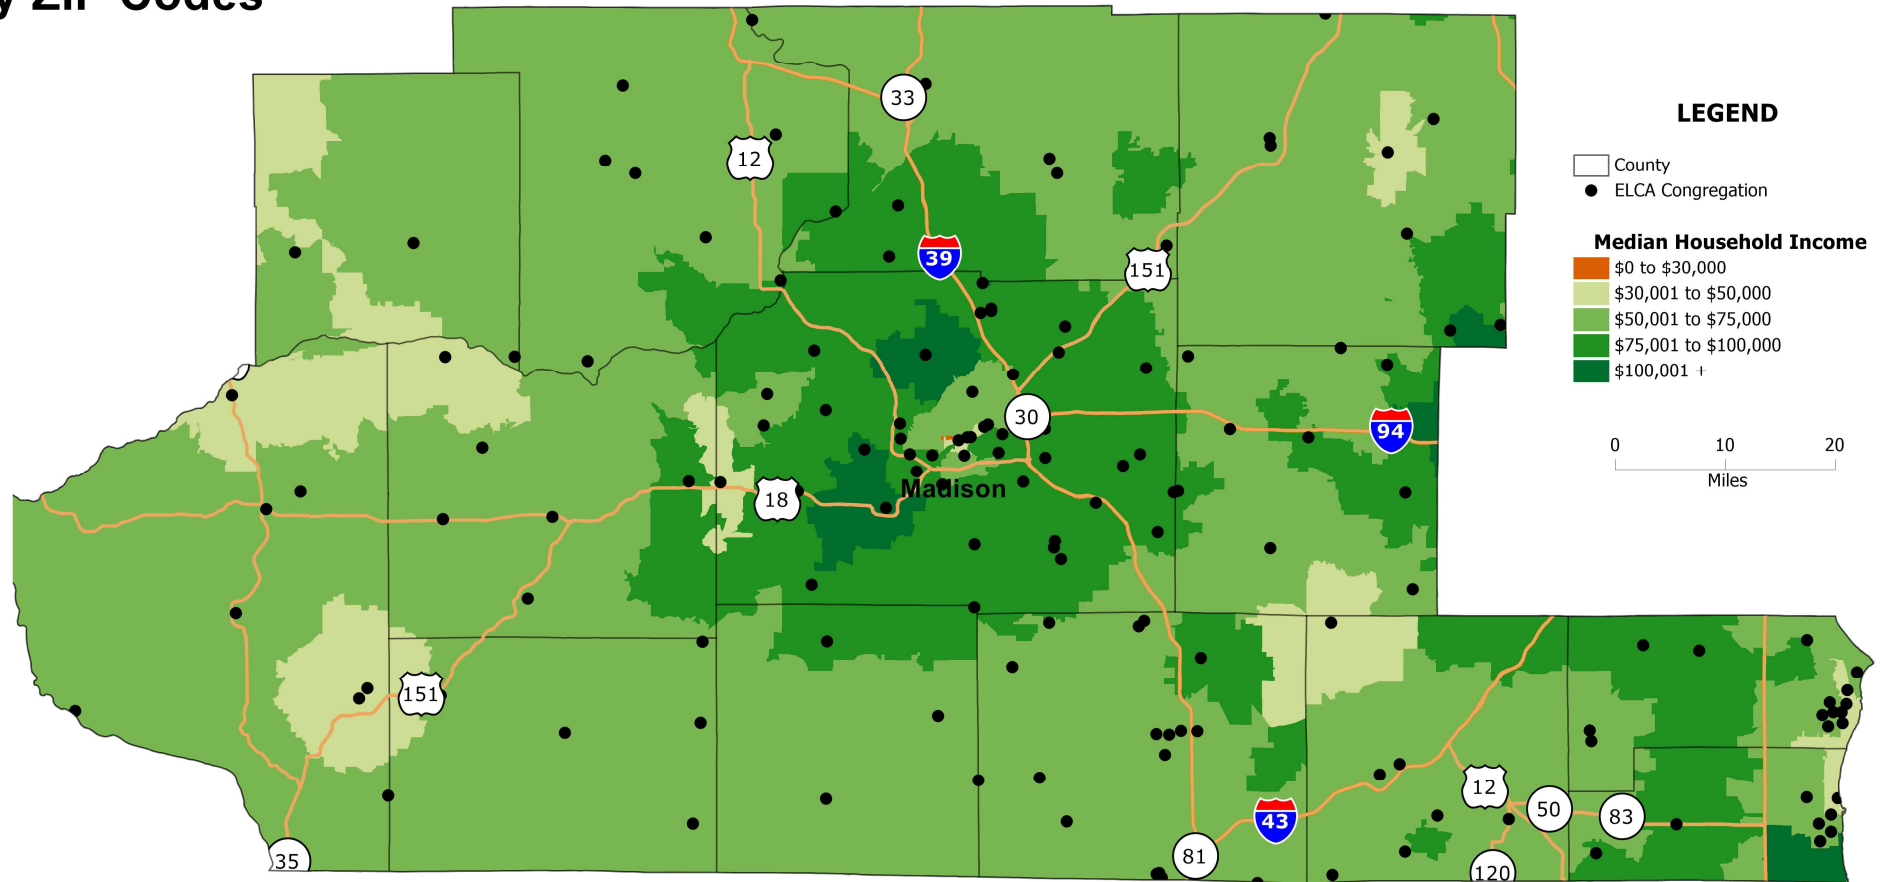 y ZIP Codes
33
12
39
151
30
94
18
Madison
151
12
50
83
43
81
35
120
LEGEND
County
ELCA Congregation
Median Household Income
$0 to $30,000
$30,001 to $50,000
$50,001 to $75,000
$75,001 to $100,000
$100,001 +
0 10 20
Miles